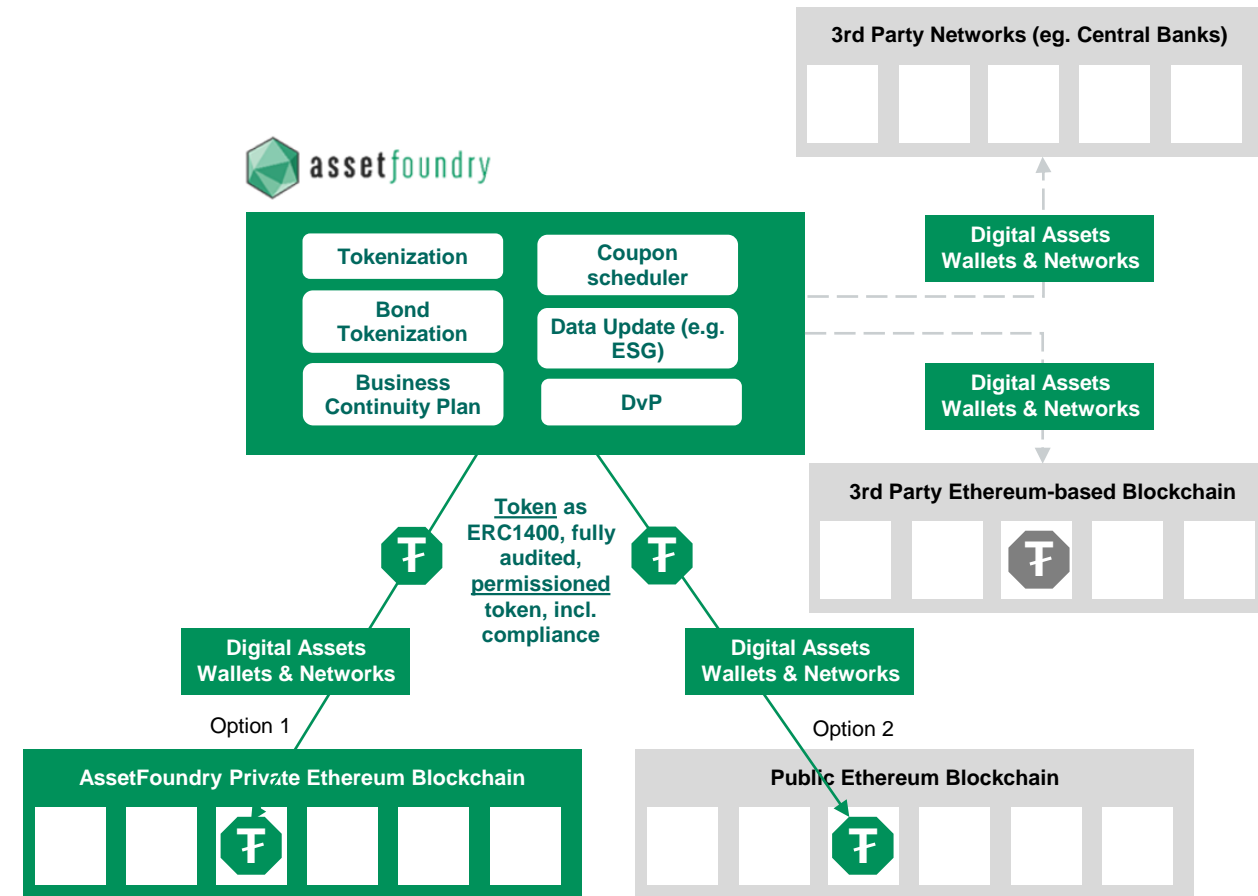 3rd Party Networks (eg. Central Banks)
assetfoundry
Digital Assets
Wallets & Networks
Tokenization
Bond
Tokenization
Business
Continuity Plan
Coupon
scheduler
Data Update (e.g.
ESG)
DvP
Digital Assets
Wallets & Networks
3rd Party Ethereum-based Blockchain
Token as
ERC1400, fully
audited,
permissioned
token, incl.
compliance
Digital Assets
Wallets & Networks
Digital Assets
Wallets & Networks
Option 1
Option 2
AssetFoundry Private Ethereum Blockchain
Public Ethereum Blockchain